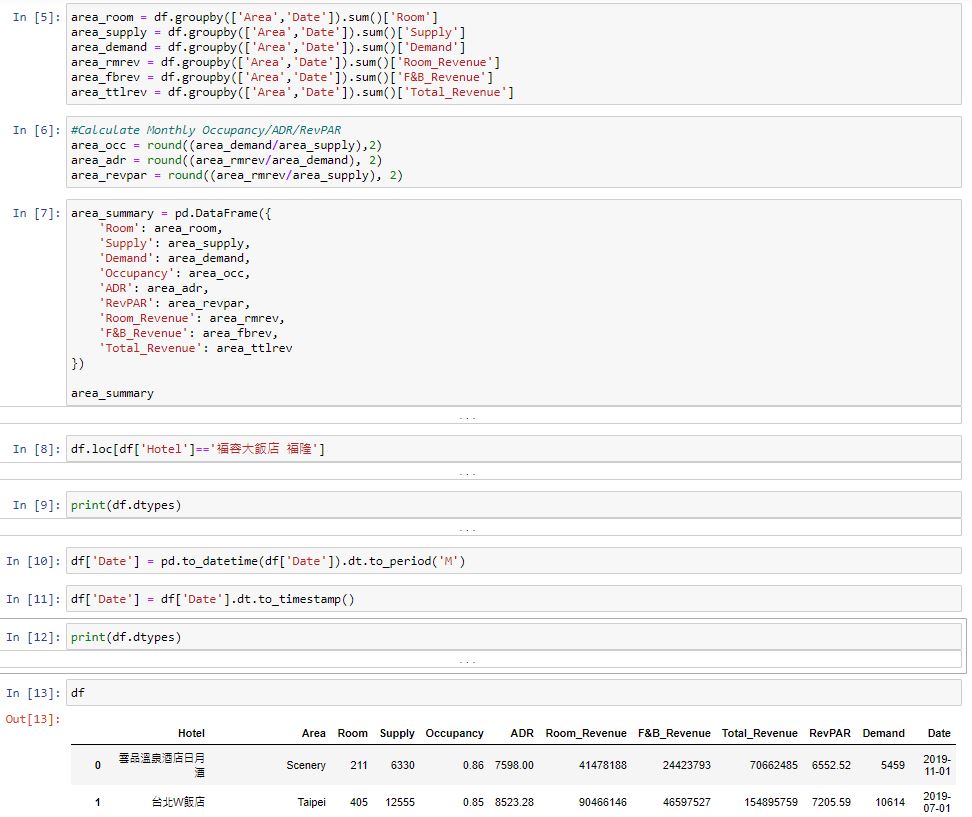 In [5]: area_room = df.groupby(['Area','Date']).sum()['Room']
area_supply = df.groupby(['Area','Date']).sum()['Supply']
area_demand = df.groupby(['Area','Date']).sum()['Demand']
area_rmrev = df.groupby(['Area','Date']).sum()['Room_Revenue']
area_fbrev = df.groupby(['Area','Date']).sum()['F&B_Revenue']
area_ttlrev = df.groupby(['Area','Date']).sum()['Total_Revenue']
In [6]: #Calculate Monthly Occupancy/ADR/RevPAR
area_occ = round((area_demand/area_supply),2)
area_adr = round((area_rmrev/area_demand), 2)
area_revpar = round((area_rmrev/area_supply), 2)
In [7]: area_summary = pd.DataFrame({
'Room': area_room,
'Supply': area_supply,
'Demand': area_demand,
'Occupancy': area_occ,
'ADR': area_adr,
'RevPAR': area_revpar,
'Room_Revenue': area_rmrev,
'F&B_Revenue': area_fbrev,
'Total_Revenue': area_ttlrev
})
area_summary
...
In [8]: df.loc[df['Hotel']=='福容大飯店 福隆']
...
In [9]: print(df.dtypes)
...
In [10]: df['Date'] = pd.to_datetime(df['Date']).dt.to_period('M')
In [11]: df['Date'] = df['Date'].dt.to_timestamp()
In [12]: print(df.dtypes)
...
In [13]: df
Out[13]:
Hotel Area Room Supply Occupancy ADR Room_Revenue F&B_Revenue Total_Revenue RevPAR Demand Date
0 雲品溫泉酒店日月潭 Scenery 211 6330 0.86 7598.00 41478188 24423793 70662485 6552.52 5459 2019-11-01
1 台北W飯店 Taipei 405 12555 0.85 8523.28 90466146 46597527 154895759 7205.59 10614 2019-07-01